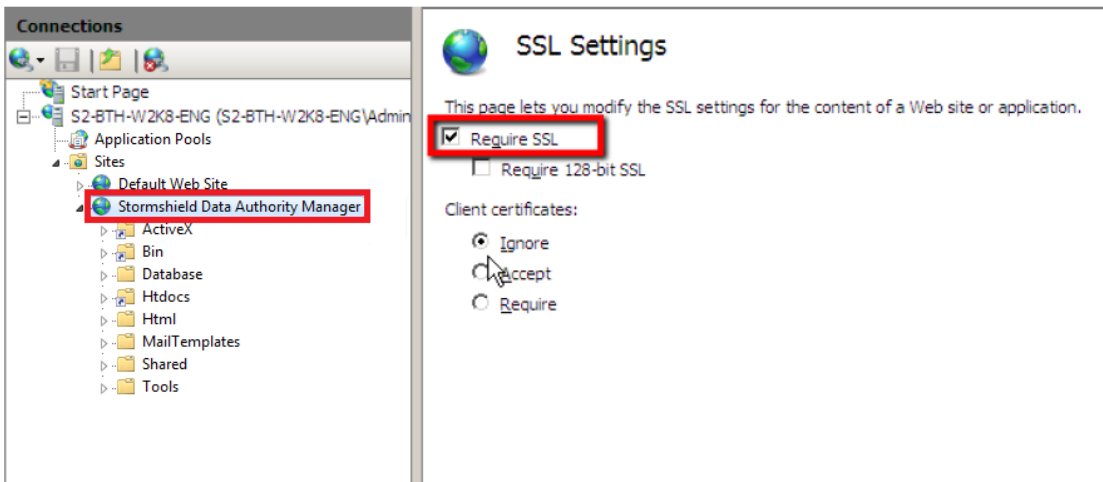 Connections
Start Page
S2-BTH-W2K8-ENG (S2-BTH-W2K8-ENG\Admin
Application Pools
Sites
Default Web Site
Stormshield Data Authority Manager
ActiveX
Bin
Database
Htdocs
Html
MailTemplates
Shared
Tools
SSL Settings
This page lets you modify the SSL settings for the content of a Web site or application.
Require SSL
Require 128-bit SSL
Client certificates:
Ignore
Accept
Require